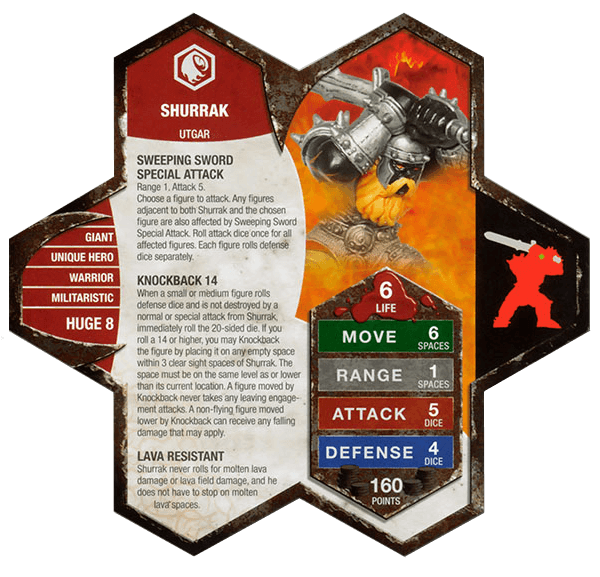 SHURRAK
UTGAR
SWEEPING SWORD
SPECIAL ATTACK
Range 1. Attack 5.
Choose a figure to attack. Any figures
adjacent to both Shurrak and the chosen
figure are also affected by Sweeping Sword
Special Attack. Roll attack dice once for all
affected figures. Each figure rolls defense
dice separately.
KNOCKBACK 14
When a small or medium figure rolls
defense dice and is not destroyed by a
normal or special attack from Shurrak,
immediately roll the 20-sided die. If you
roll a 14 or higher, you may Knockback
the figure by placing it on any empty space
within 3 clear sight spaces of Shurrak. The
space must be on the same level as or lower
than its current location. A figure moved by
Knockback never takes any leaving engage-
ment attacks. A non-flying figure moved
lower by Knockback can receive any falling
damage that may apply.
LAVA RESISTANT
Shurrak never rolls for molten lava
damage or lava field damage, and he
does not have to stop on molten
lava spaces.
GIANT
UNIQUE HERO
WARRIOR
MILITARISTIC
HUGE 8
6
LIFE
MOVE 6
SPACES
RANGE 1
SPACES
ATTACK 5
DICE
DEFENSE 4
DICE
160
POINTS